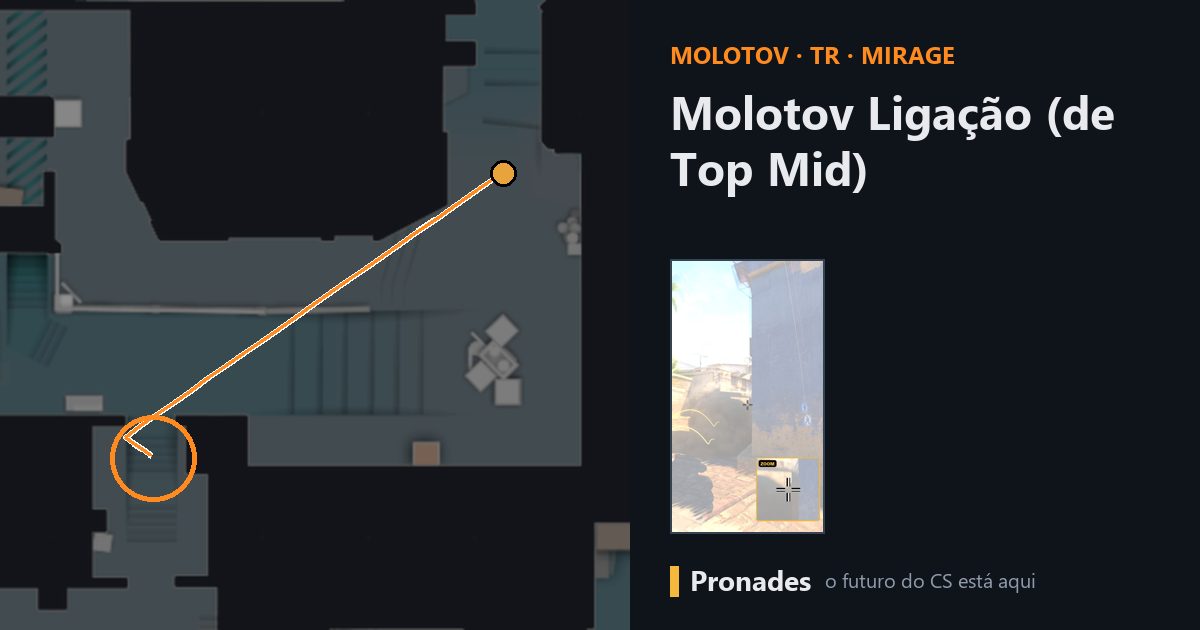 MOLOTOV · TR · MIRAGE
Molotov Ligação (de
Top Mid)
ZOOM
Pronades o futuro do CS está aqui